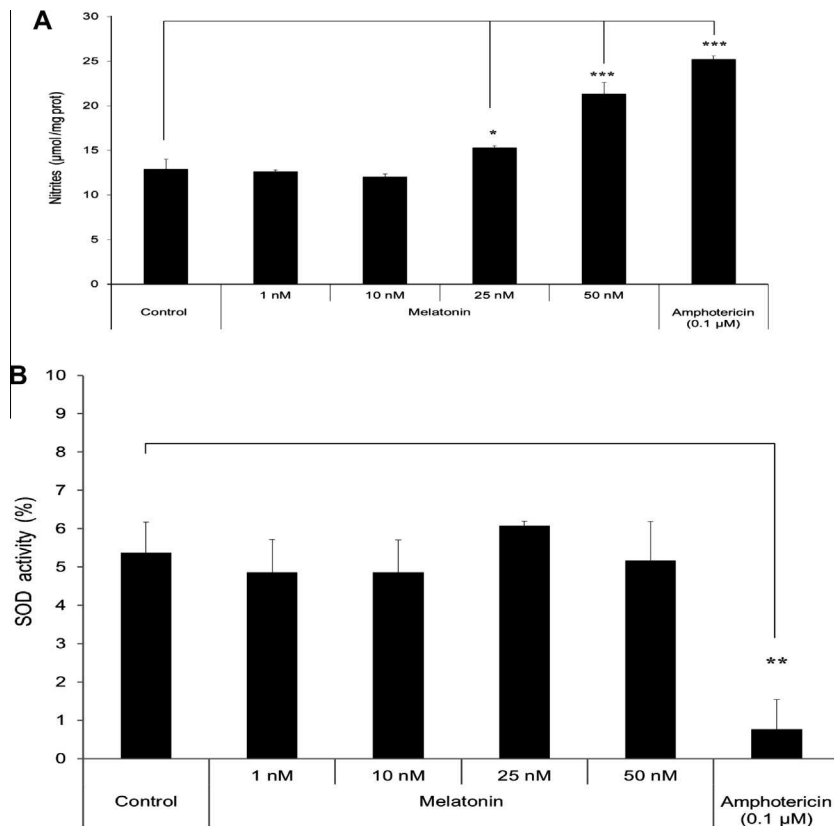 A
Nitrites (µmol /mg prot)
30
25
20
15
10
5
0
*
***
***
1 nM 10 nM 25 nM 50 nM
Control Melatonin Amphotericin
(0.1 µM)
B
SOD activity (%)
10
9
8
7
6
5
4
3
2
1
0
**
1 nM 10 nM 25 nM 50 nM
Control Melatonin Amphotericin
(0.1 µM)